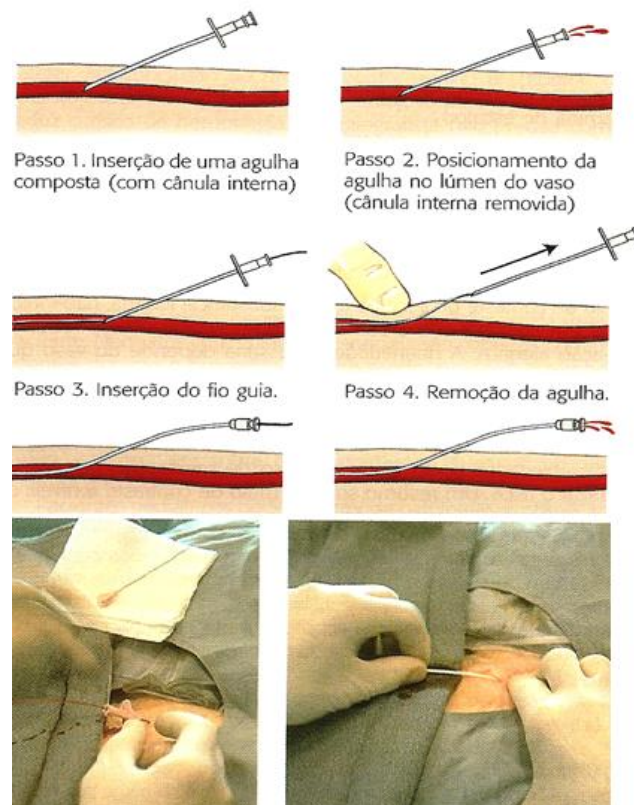 Passo 1. Inserção de uma agulha
composta (com cânula interna)
Passo 2. Posicionamento da
agulha no lúmen do vaso
(cânula interna removida)
Passo 3. Inserção do fio guia.
Passo 4. Remoção da agulha.